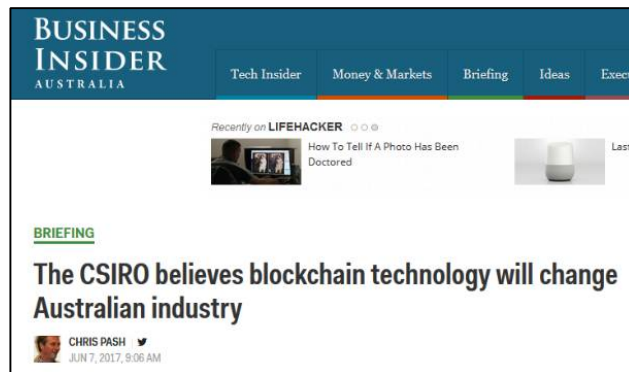 BUSINESS
INSIDER
AUSTRALIA
Tech Insider Money & Markets Briefing Ideas
Recently on LIFEHACKER
How To Tell If A Photo Has Been
Doctored
BRIEFING
The CSIRO believes blockchain technology will change
Australian industry
CHRIS PASH
JUN 7, 2017, 9:06 AM